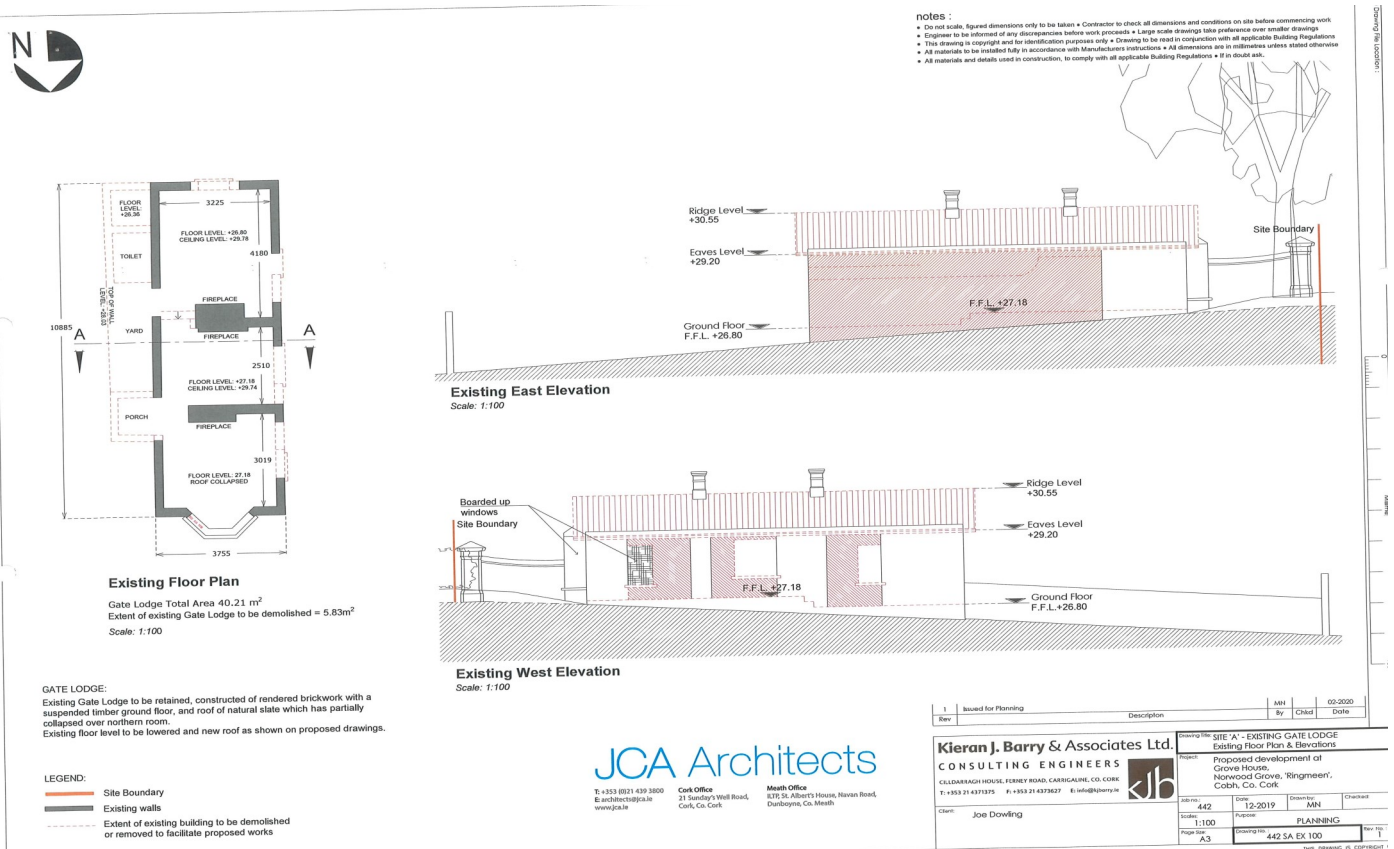 N
notes :
• Do not scale, figured dimensions only to be taken • Contractor to check all dimensions and conditions on site before commencing work
• Engineer to be informed of any discrepancies before work proceeds • Large scale drawings take preference over smaller drawings
• This drawing is copyright and for identification purposes only • Drawing to be read in conjunction with all applicable Building Regulations
• All materials to be installed fully in accordance with Manufacturers instructions • All dimensions are in millimetres unless stated otherwise
• All materials and details used in construction, to comply with all applicable Building Regulations • If in doubt ask.
Drawing File Location :
FLOOR
LEVEL:
+26.36
3225
FLOOR LEVEL: +26.80
CEILING LEVEL: +29.78
4180
TOILET
TOP OF WALL
LEVEL: +28.03
FIREPLACE
10885
A
YARD
FIREPLACE
A
2510
FLOOR LEVEL: +27.18
CEILING LEVEL: +29.74
PORCH
FIREPLACE
3019
FLOOR LEVEL: 27.18
ROOF COLLAPSED
3755
Existing Floor Plan
Gate Lodge Total Area 40.21 m²
Extent of existing Gate Lodge to be demolished = 5.83m²
Scale: 1:100
Ridge Level
+30.55
Eaves Level
+29.20
Site Boundary
F.F.L. +27.18
Ground Floor
F.F.L. +26.80
Existing East Elevation
Scale: 1:100
Boarded up
windows
Site Boundary
Ridge Level
+30.55
Eaves Level
+29.20
F.F.L. +27.18
Ground Floor
F.F.L.+26.80
Existing West Elevation
Scale: 1:100
0
GATE LODGE:
Existing Gate Lodge to be retained, constructed of rendered brickwork with a
suspended timber ground floor, and roof of natural slate which has partially
collapsed over northern room.
Existing floor level to be lowered and new roof as shown on proposed drawings.
LEGEND:
Site Boundary
Existing walls
Extent of existing building to be demolished
or removed to facilitate proposed works
JCA Architects
T: +353 (0)21 439 3800
E: architects@jca.ie
www.jca.ie
Cork Office
21 Sunday's Well Road,
Cork, Co. Cork
Meath Office
R.T.P, St. Albert's House, Navan Road,
Dunboyne, Co. Meath
1 Issued for Planning MN 02-2020
Rev Descripton By Chkd Date
Kieran J. Barry & Associates Ltd.
CONSULTING ENGINEERS
CILLDARRAGH HOUSE, FERNEY ROAD, CARRIGALINE, CO. CORK
T: +353 21 4371375 F: +353 21 4373627 E: info@kjbarry.ie
kjb
Client: Joe Dowling
Drawing Title: SITE 'A' - EXISTING GATE LODGE
Existing Floor Plan & Elevations
Project: Proposed development at
Grove House,
Norwood Grove, 'Ringmeen',
Cobh, Co. Cork
Job no.: 442
Date: 12-2019
Drawn by: MN
Checked:
Scales: 1:100
Purpose: PLANNING
Page Size: A3
Drawing No. : 442 SA EX 100
Rev. No. : 1
THIS DRAWING IS COPYRIGHT